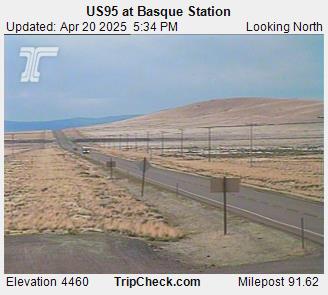 US95 at Basque Station
Updated: Apr 20 2025 5:34 PM Looking North
Elevation 4460 TripCheck.com Milepost 91.62